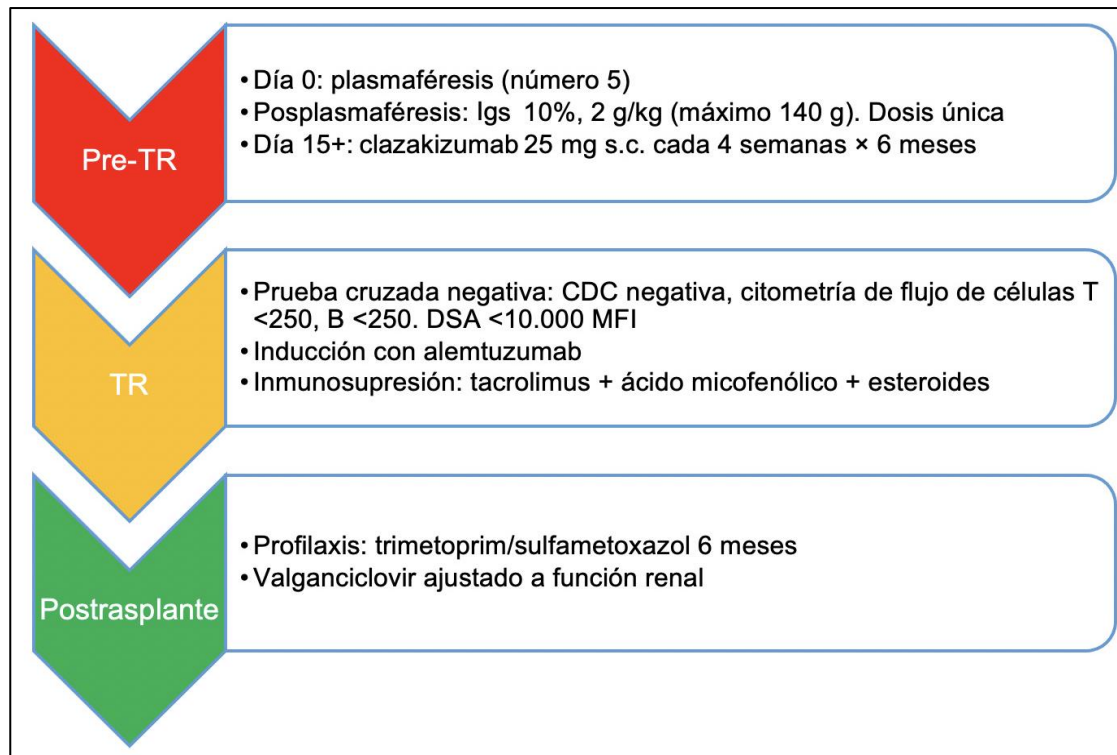 Pre-TR
• Día 0: plasmaféresis (número 5)
• Posplasmaféresis: Igs 10%, 2 g/kg (máximo 140 g). Dosis única
• Día 15+: clazakizumab 25 mg s.c. cada 4 semanas × 6 meses
TR
• Prueba cruzada negativa: CDC negativa, citometría de flujo de células T
<250, B <250. DSA <10.000 MFI
• Inducción con alemtuzumab
• Inmunosupresión: tacrolimus + ácido micofenólico + esteroides
Postrasplante
• Profilaxis: trimetoprim/sulfametoxazol 6 meses
• Valganciclovir ajustado a función renal